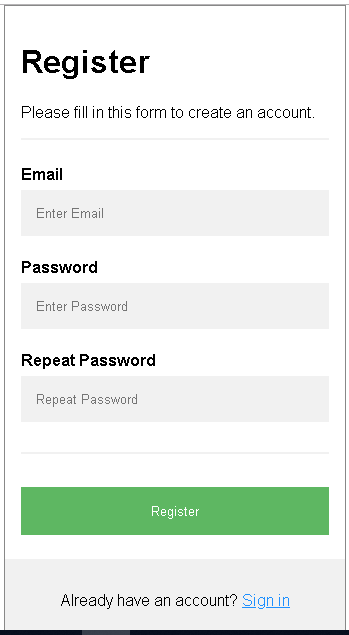 Register
Please fill in this form to create an account.
Email
Enter Email
Password
Enter Password
Repeat Password
Repeat Password
Register
Already have an account? Sign in